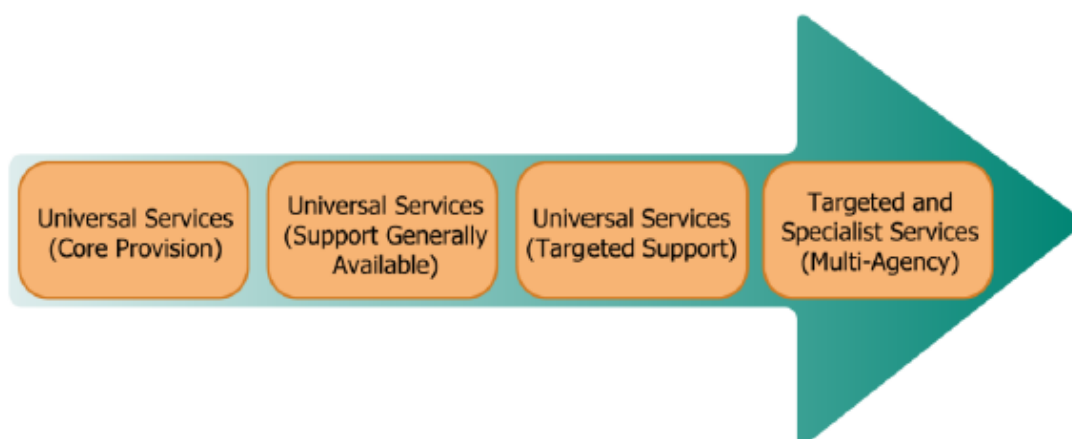 Universal Services
(Core Provision)
Universal Services
(Support Generally
Available)
Universal Services
(Targeted Support)
Targeted and
Specialist Services
(Multi-Agency)